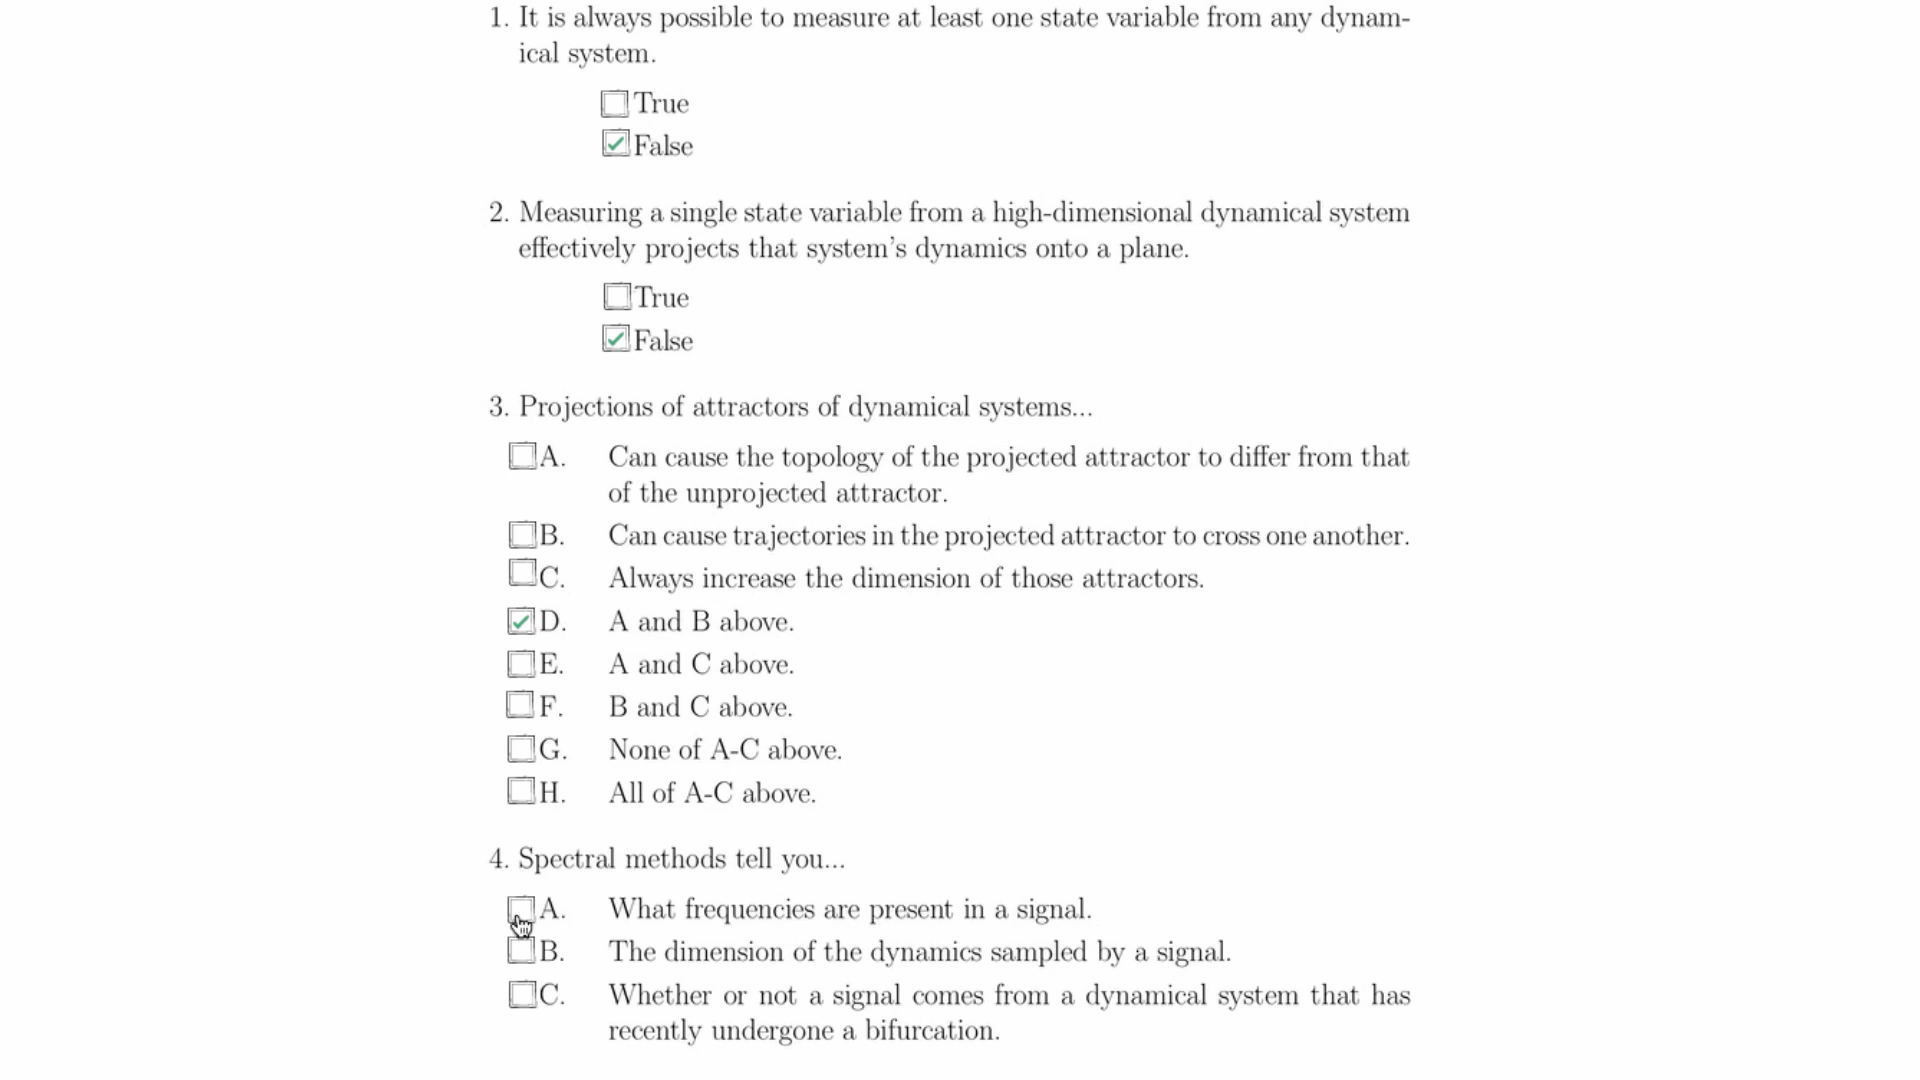 1. It is always possible to measure at least one state variable from any dynam-
ical system.
True
False
2. Measuring a single state variable from a high-dimensional dynamical system
effectively projects that system's dynamics onto a plane.
True
False
3. Projections of attractors of dynamical systems...
A. Can cause the topology of the projected attractor to differ from that
of the unprojected attractor.
B. Can cause trajectories in the projected attractor to cross one another.
C. Always increase the dimension of those attractors.
D. A and B above.
E. A and C above.
F. B and C above.
G. None of A-C above.
H. All of A-C above.
4. Spectral methods tell you...
A. What frequencies are present in a signal.
B. The dimension of the dynamics sampled by a signal.
C. Whether or not a signal comes from a dynamical system that has
recently undergone a bifurcation.